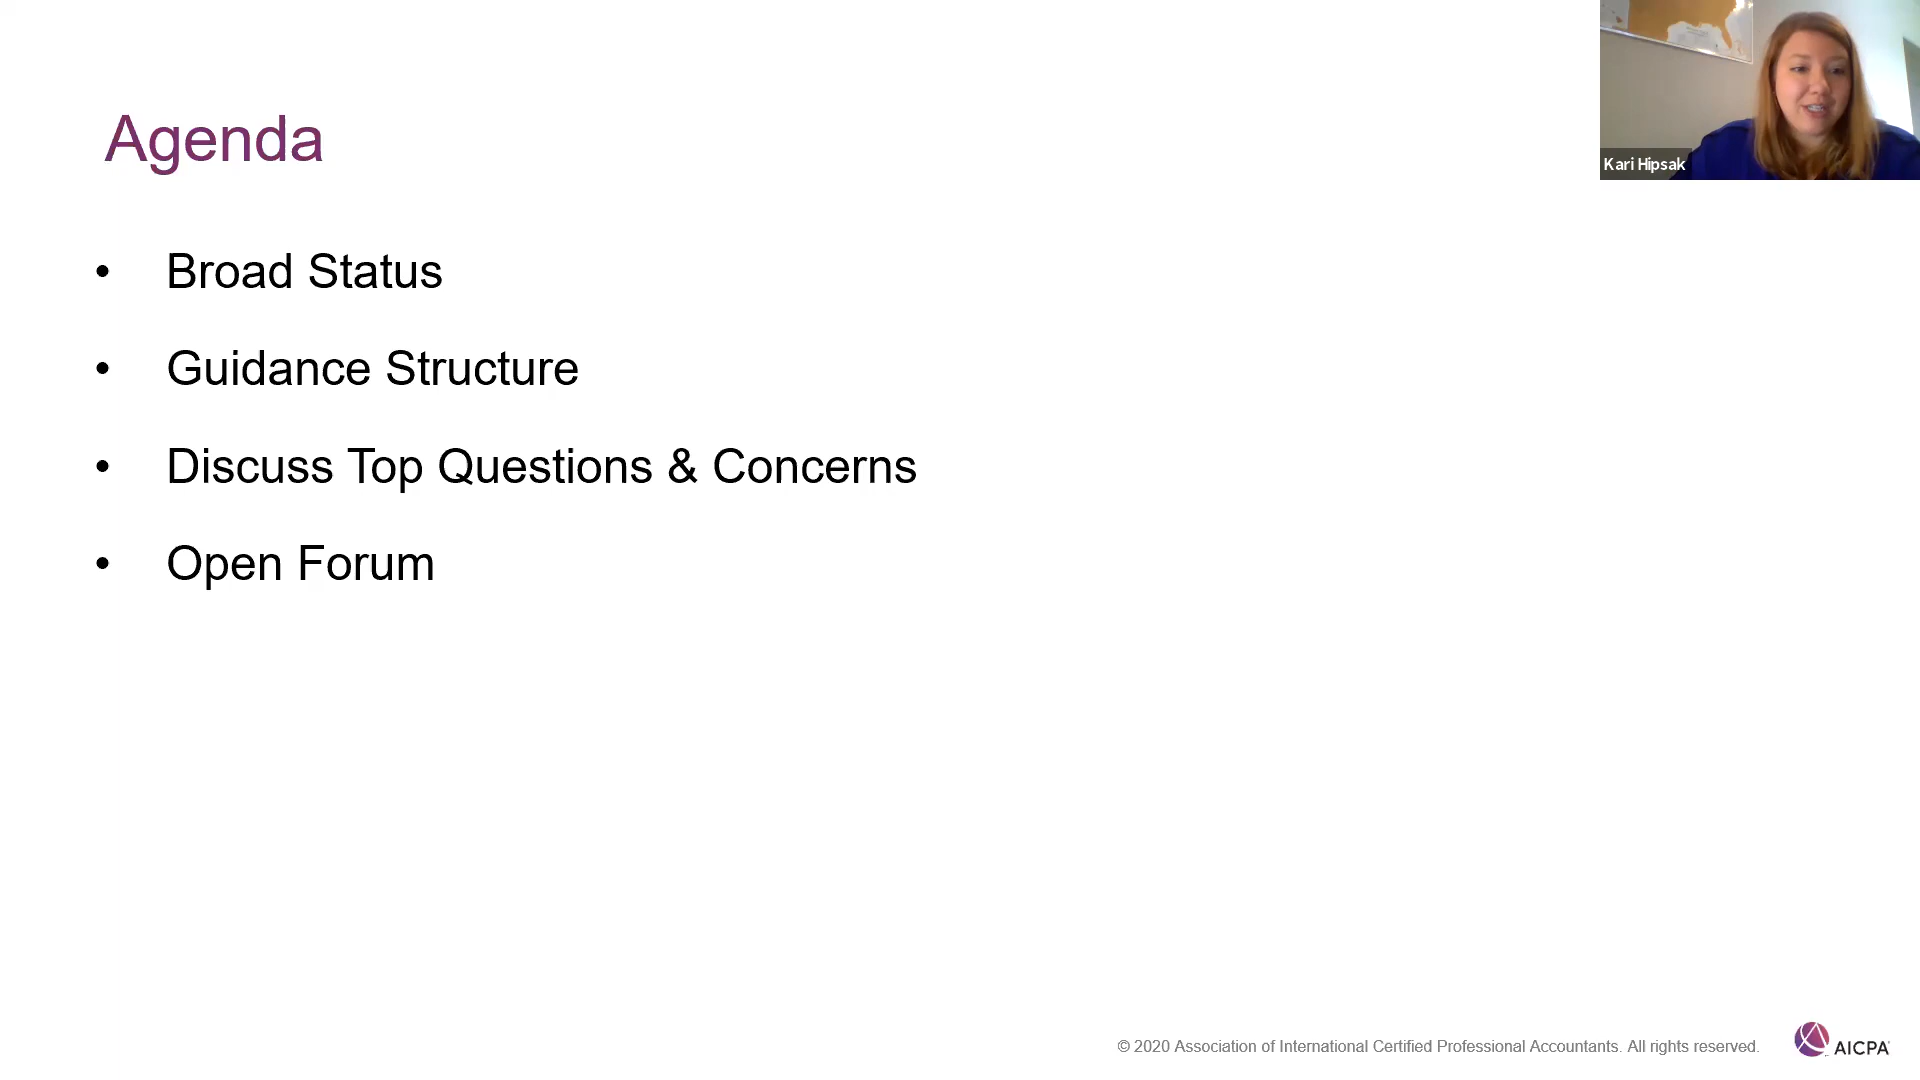 Agenda
Kari Hipsak
• Broad Status
• Guidance Structure
• Discuss Top Questions & Concerns
• Open Forum
© 2020 Association of International Certified Professional Accountants. All rights reserved.
AICPA